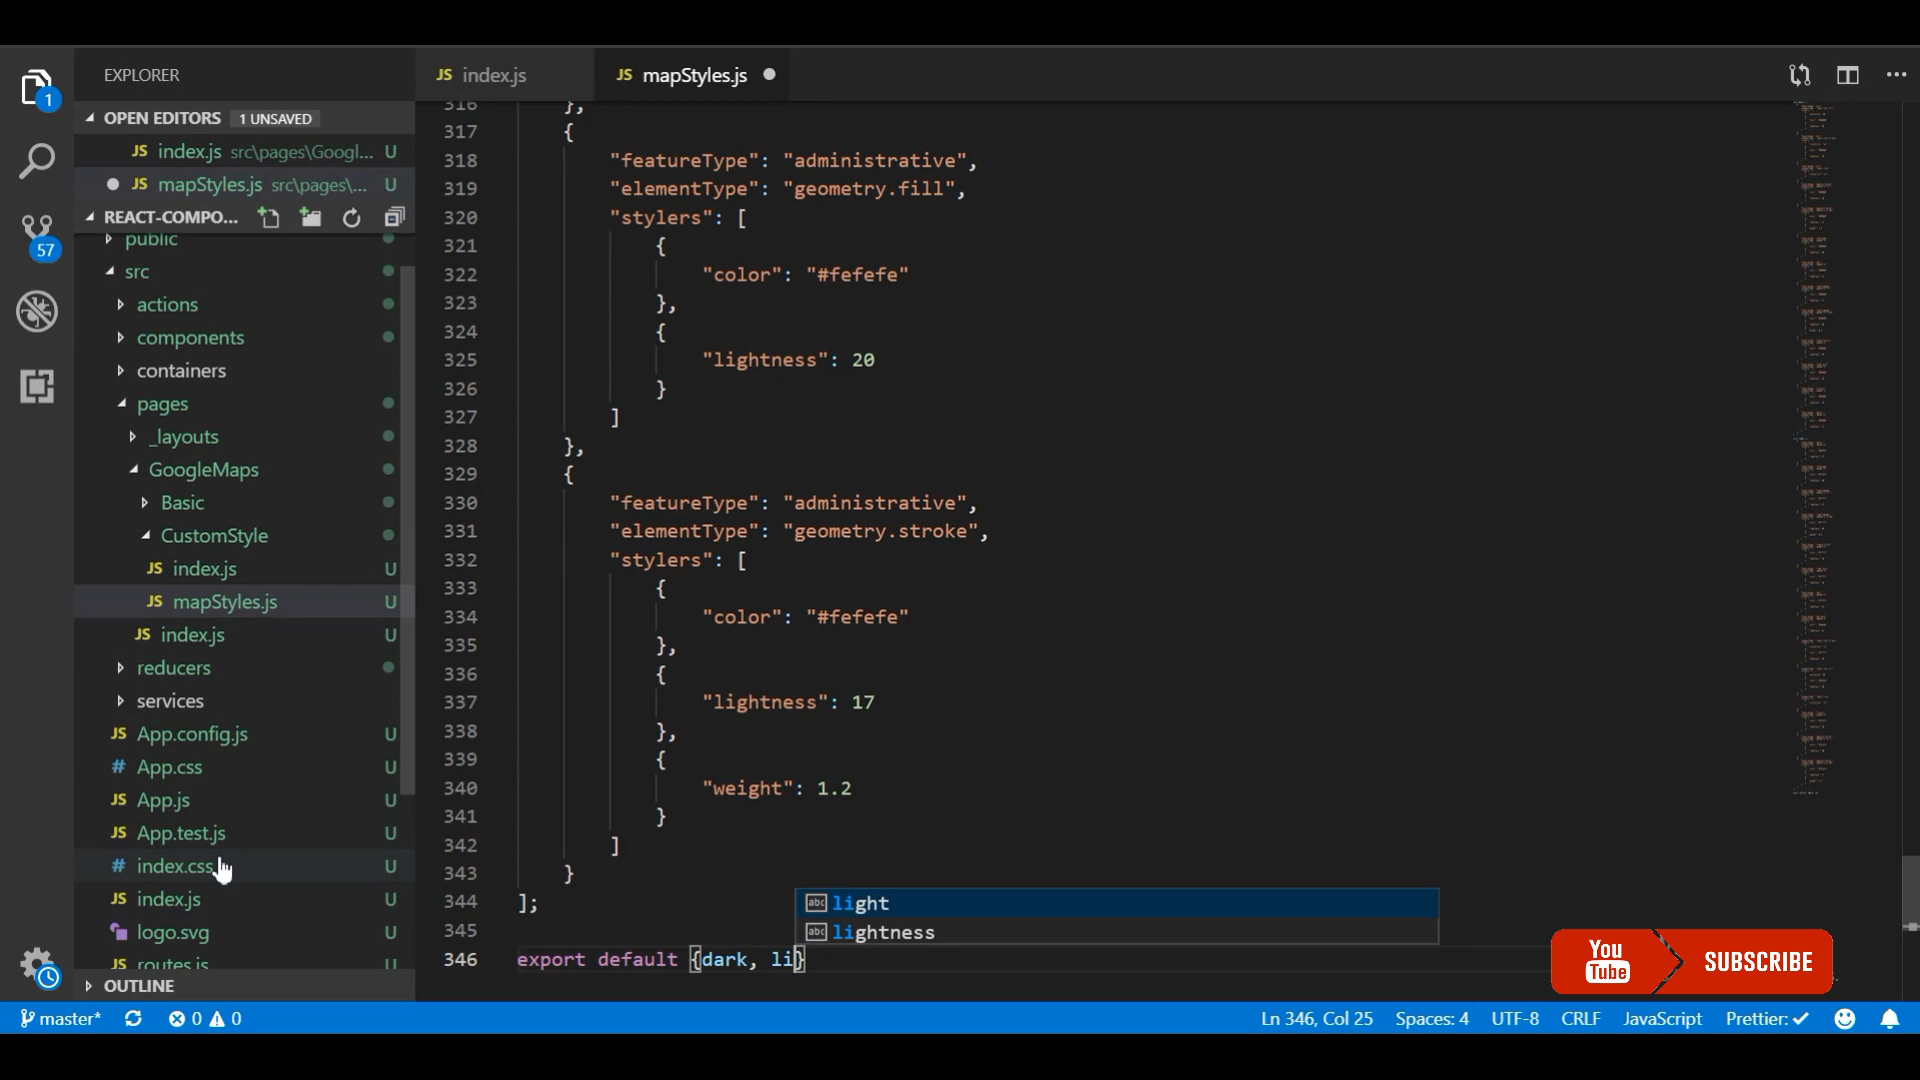 EXPLORER
JS index.js
JS mapStyles.js
1
OPEN EDITORS 1 UNSAVED
JS index.js src\pages\Googl... U
JS mapStyles.js src\pages\... U
REACT-COMPO...
57
public
src
actions
components
containers
pages
_layouts
GoogleMaps
Basic
CustomStyle
JS index.js U
JS mapStyles.js U
JS index.js U
reducers
services
JS App.config.js U
# App.css U
JS App.js U
JS App.test.js U
# index.css U
JS index.js U
logo.svg U
routes.js U
OUTLINE
316 },
317 {
318 "featureType": "administrative",
319 "elementType": "geometry.fill",
320 "stylers": [
321 {
322 "color": "#fefefe"
323 },
324 {
325 "lightness": 20
326 }
327 ]
328 },
329 {
330 "featureType": "administrative",
331 "elementType": "geometry.stroke",
332 "stylers": [
333 {
334 "color": "#fefefe"
335 },
336 {
337 "lightness": 17
338 },
339 {
340 "weight": 1.2
341 }
342 ]
343 }
344 ];
345
346 export default {dark, li}
abc light
abc lightness
You Tube SUBSCRIBE
master* 0 0 Ln 346, Col 25 Spaces: 4 UTF-8 CRLF JavaScript Prettier: ✓